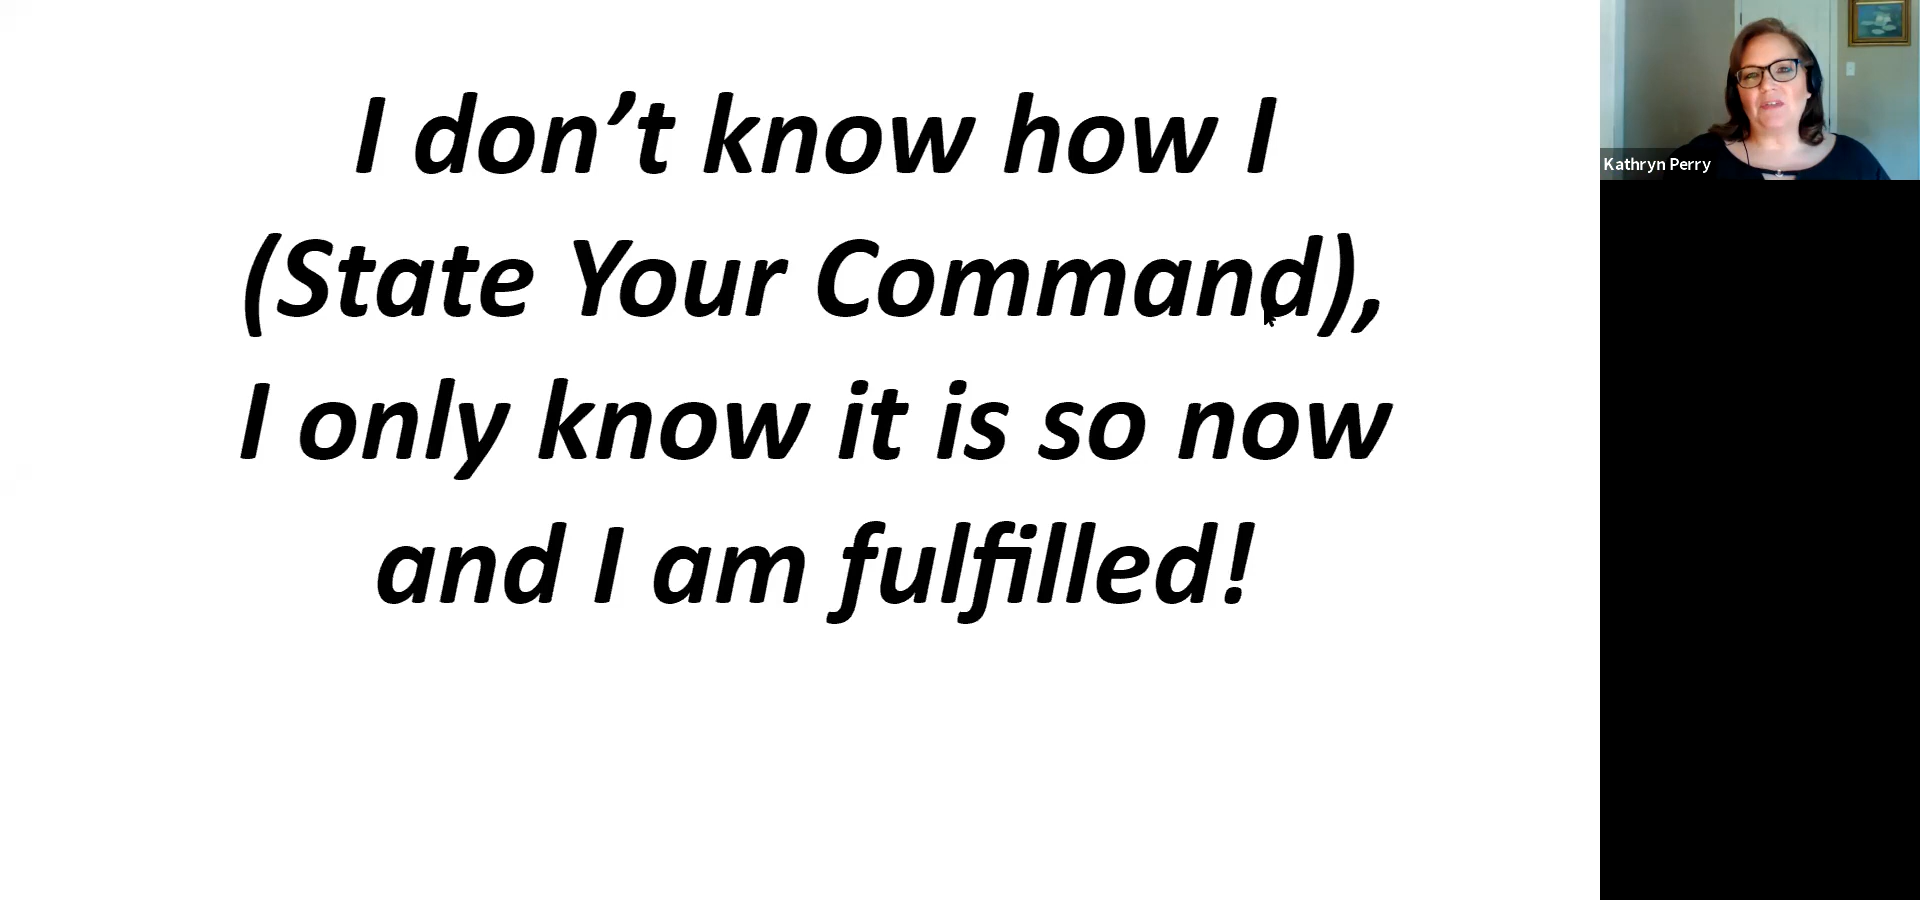 I don’t know how I
(State Your Command),
I only know it is so now
and I am fulfilled!
Kathryn Perry